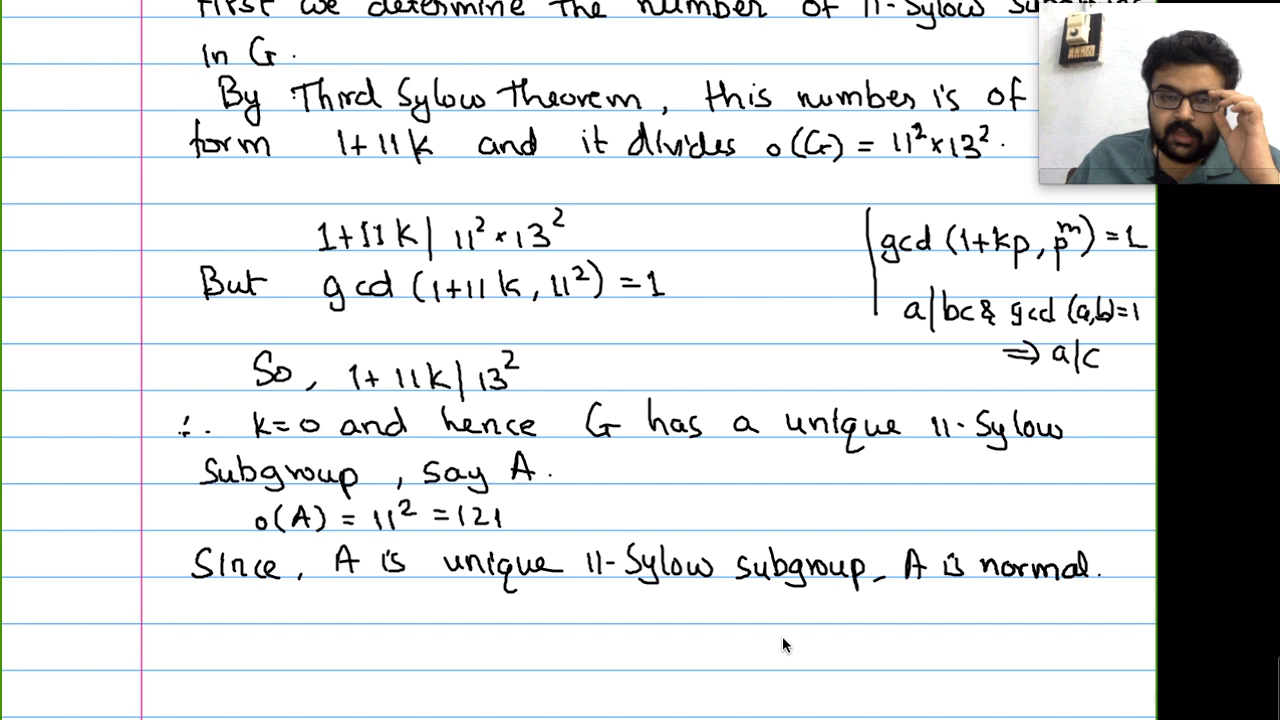 First we determine the number of 11-Sylow
in G.
By Third Sylow Theorem, this number is of
form 1+11k and it divides o(G) = 11²×13².
1+11k | 11²×13²
But gcd (1+11k, 11²) = 1
gcd (1+kp, p^m) = 1
a|bc & gcd (a,b)=1
⇒ a|c
So, 1+11k | 13²
∴ k=0 and hence G has a unique 11-Sylow
subgroup, say A.
o(A) = 11² = 121
Since, A is unique 11-Sylow subgroup, A is normal.